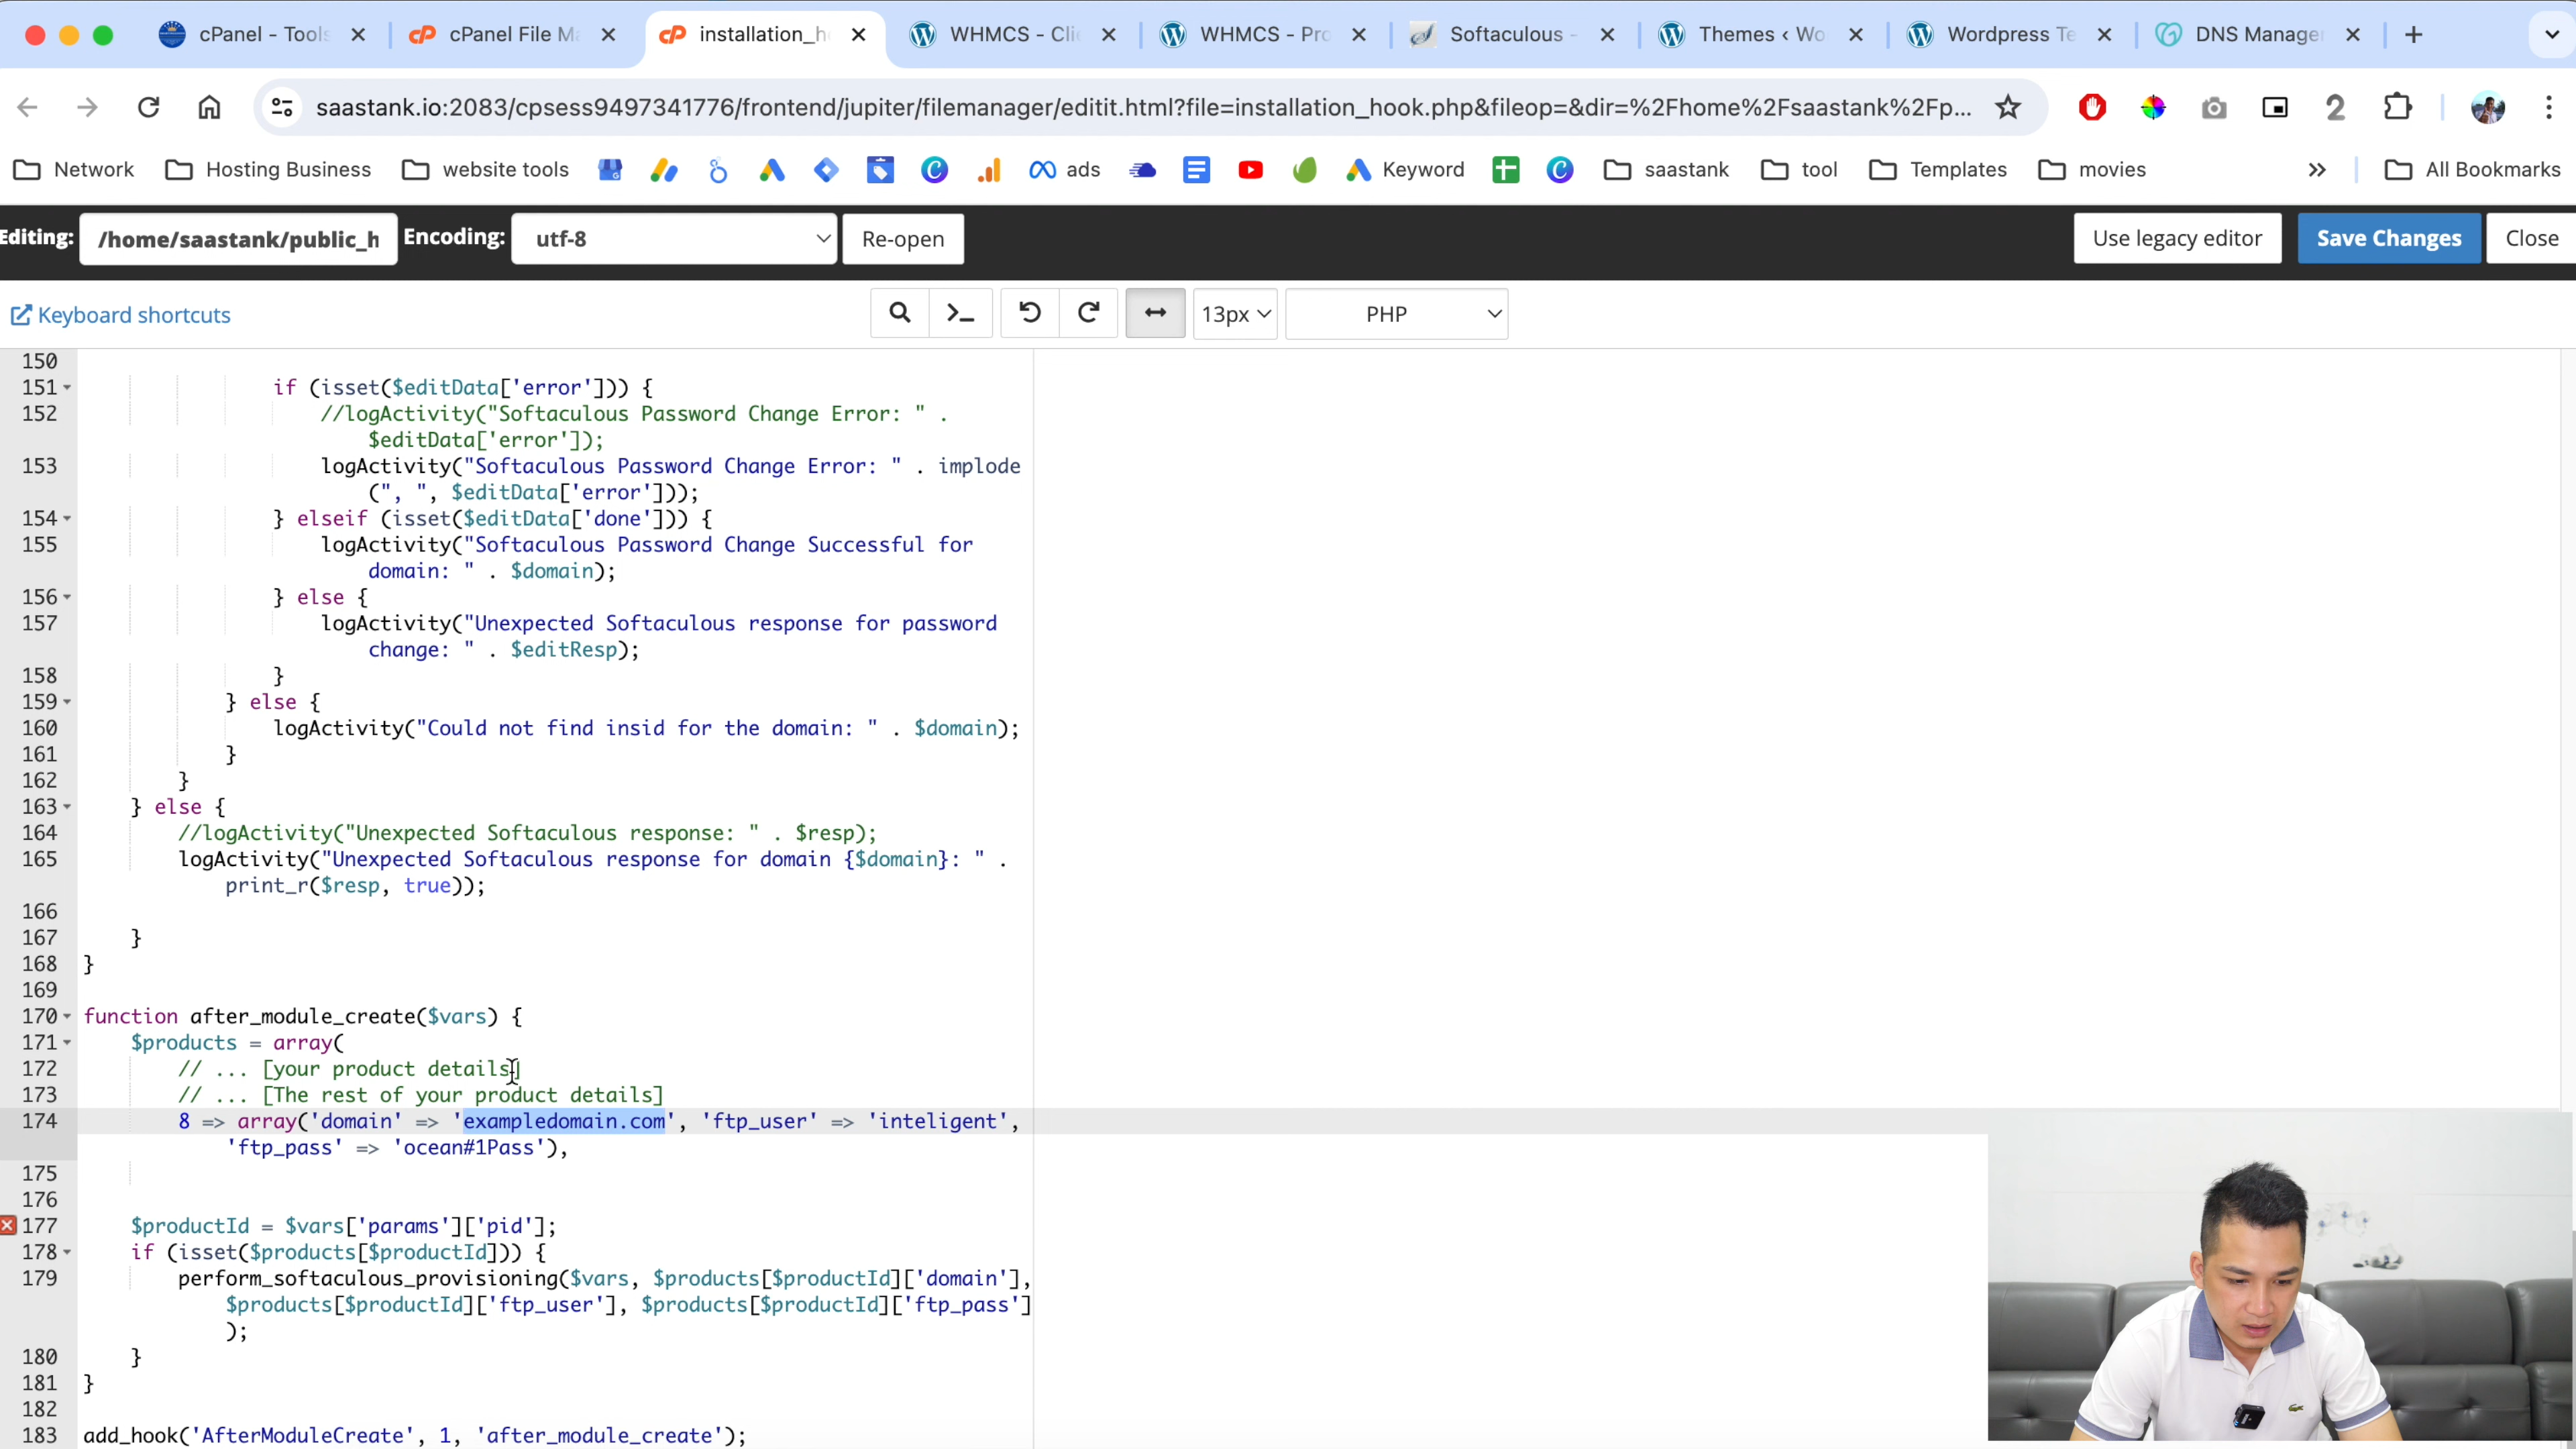 cPanel - Tools
cPanel File Ma
installation_h
WHMCS - Clie
WHMCS - Pro
Softaculous -
Themes ‹ Wo
Wordpress Te
DNS Manage
saastank.io:2083/cpsess9497341776/frontend/jupiter/filemanager/editit.html?file=installation_hook.php&fileop=&dir=%2Fhome%2Fsaastank%2Fp...
Network
Hosting Business
website tools
ads
Keyword
saastank
tool
Templates
movies
All Bookmarks
Editing: /home/saastank/public_h Encoding: utf-8 Re-open Use legacy editor Save Changes Close
Keyboard shortcuts 13px PHP
150
151 if (isset($editData['error'])) {
152 //logActivity("Softaculous Password Change Error: " .
$editData['error']);
153 logActivity("Softaculous Password Change Error: " . implode
(", ", $editData['error']));
154 } elseif (isset($editData['done'])) {
155 logActivity("Softaculous Password Change Successful for
domain: " . $domain);
156 } else {
157 logActivity("Unexpected Softaculous response for password
change: " . $editResp);
158 }
159 } else {
160 logActivity("Could not find insid for the domain: " . $domain);
161 }
162 }
163 } else {
164 //logActivity("Unexpected Softaculous response: " . $resp);
165 logActivity("Unexpected Softaculous response for domain {$domain}: " .
print_r($resp, true));
166
167 }
168 }
169
170 function after_module_create($vars) {
171 $products = array(
172 // ... [your product details]
173 // ... [The rest of your product details]
174 8 => array('domain' => 'exampledomain.com', 'ftp_user' => 'inteligent',
'ftp_pass' => 'ocean#1Pass'),
175
176
177 $productId = $vars['params']['pid'];
178 if (isset($products[$productId])) {
179 perform_softaculous_provisioning($vars, $products[$productId]['domain'],
$products[$productId]['ftp_user'], $products[$productId]['ftp_pass']
);
180 }
181 }
182
183 add_hook('AfterModuleCreate', 1, 'after_module_create');